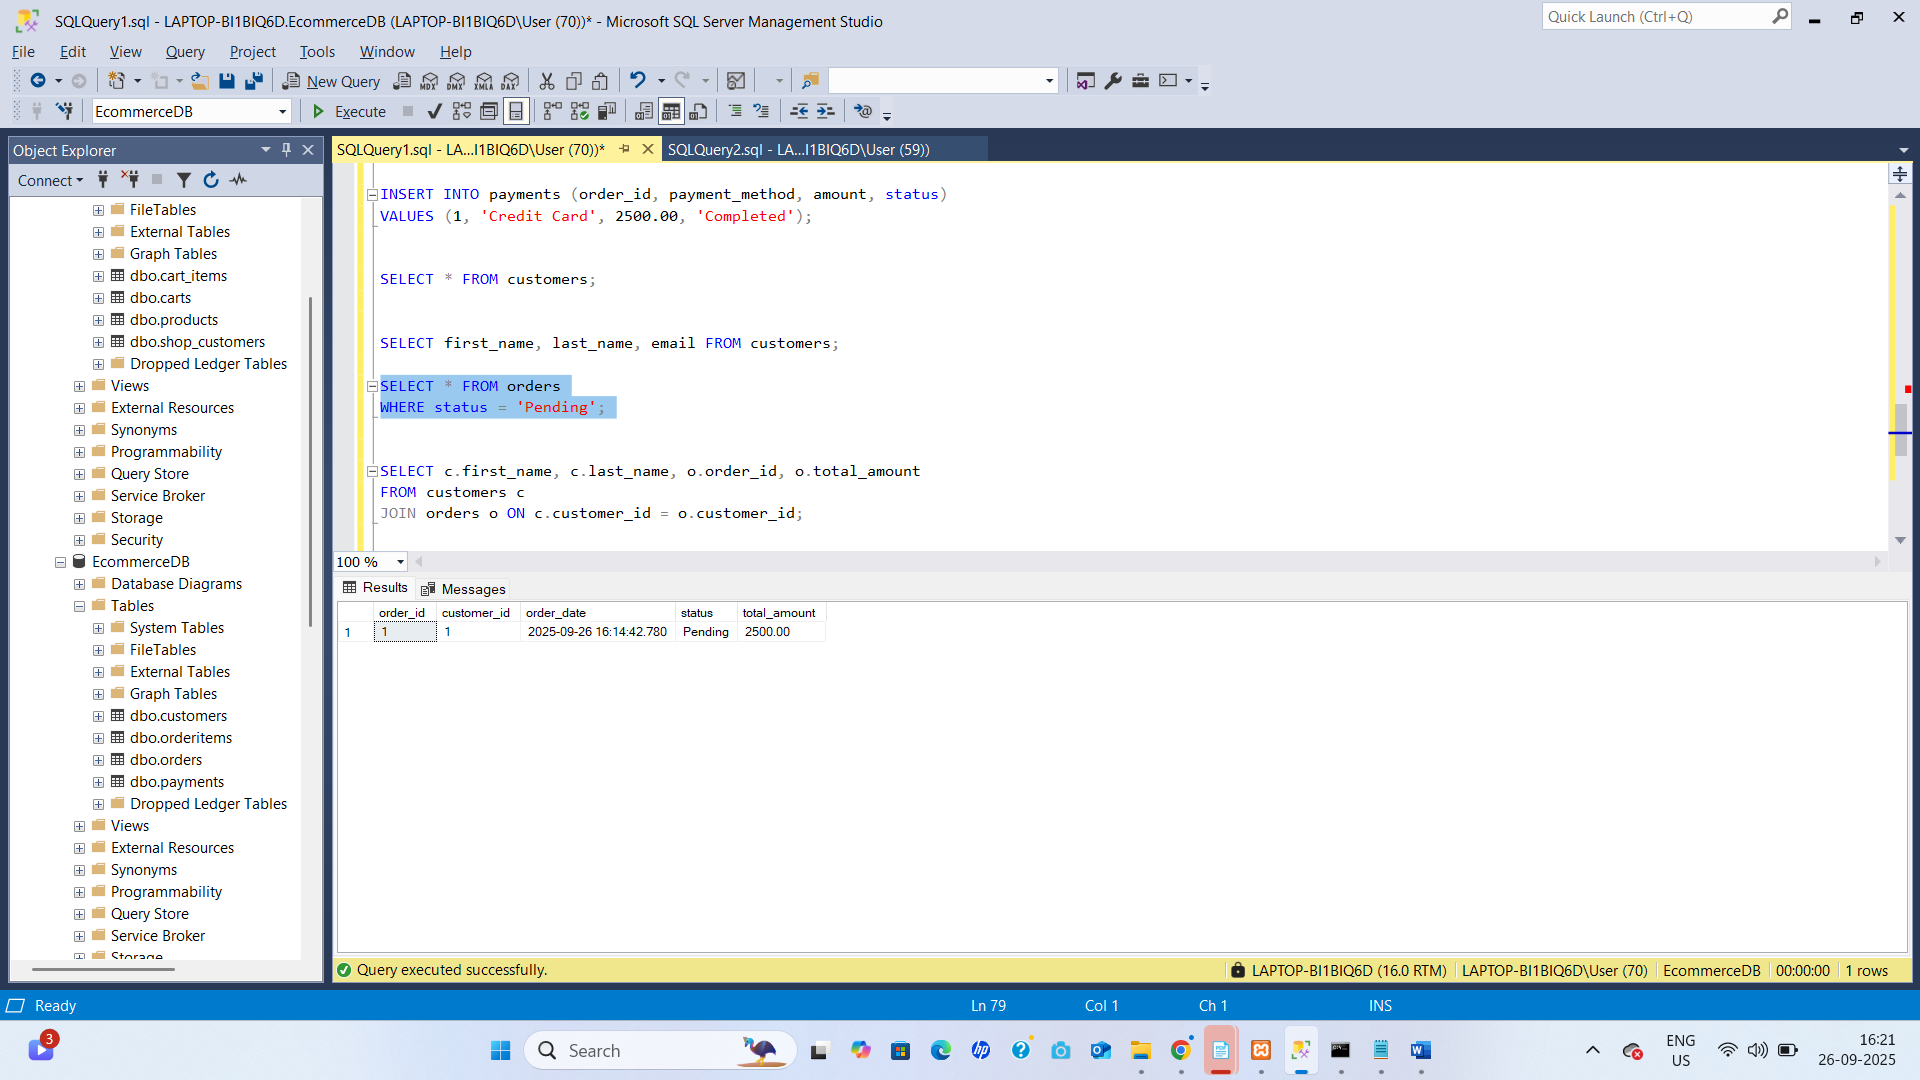 SQLQuery1.sql - LAPTOP-BI1BIQ6D.EcommerceDB (LAPTOP-BI1BIQ6D\User (70))* - Microsoft SQL Server Management Studio
Quick Launch (Ctrl+Q)
File Edit View Query Project Tools Window Help
New Query MDX DMX XMLA DAX
EcommerceDB Execute
Object Explorer
Connect
FileTables
External Tables
Graph Tables
dbo.cart_items
dbo.carts
dbo.products
dbo.shop_customers
Dropped Ledger Tables
Views
External Resources
Synonyms
Programmability
Query Store
Service Broker
Storage
Security
EcommerceDB
Database Diagrams
Tables
System Tables
FileTables
External Tables
Graph Tables
dbo.customers
dbo.orderitems
dbo.orders
dbo.payments
Dropped Ledger Tables
Views
External Resources
Synonyms
Programmability
Query Store
Service Broker
Storage
SQLQuery1.sql - LA...I1BIQ6D\User (70))* SQLQuery2.sql - LA...I1BIQ6D\User (59))
INSERT INTO payments (order_id, payment_method, amount, status)
VALUES (1, 'Credit Card', 2500.00, 'Completed');
SELECT * FROM customers;
SELECT first_name, last_name, email FROM customers;
SELECT * FROM orders
WHERE status = 'Pending';
SELECT c.first_name, c.last_name, o.order_id, o.total_amount
FROM customers c
JOIN orders o ON c.customer_id = o.customer_id;
100 %
Results Messages
order_id customer_id order_date status total_amount
1 1 1 2025-09-26 16:14:42.780 Pending 2500.00
Query executed successfully. LAPTOP-BI1BIQ6D (16.0 RTM) LAPTOP-BI1BIQ6D\User (70) EcommerceDB 00:00:00 1 rows
Ready Ln 79 Col 1 Ch 1 INS
3
Search
ENG
US
16:21
26-09-2025